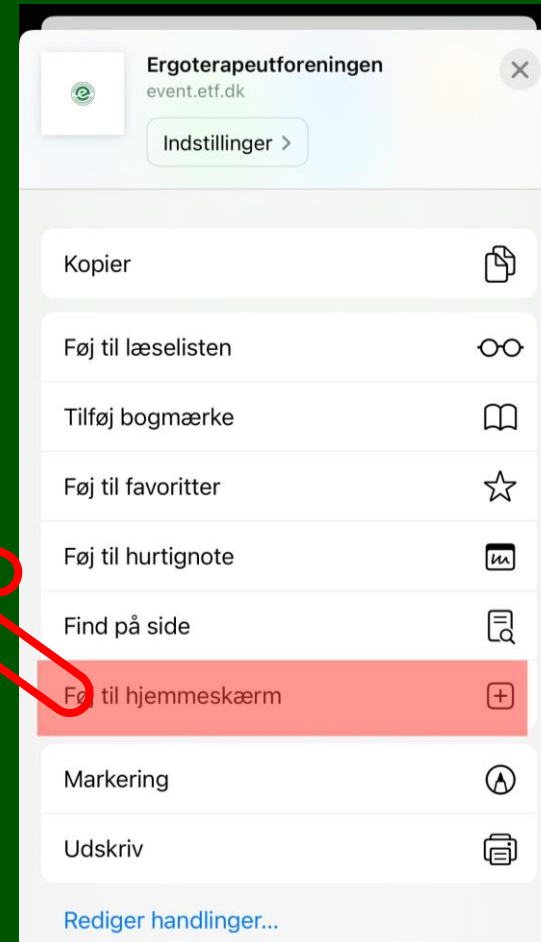 Ergoterapeutforeningen
event.etf.dk
Indstillinger >
Kopier
Føj til læselisten
Tilføj bogmærke
Føj til favoritter
Føj til hurtignote
Find på side
Føj til hjemmeskærm
Markering
Udskriv
Rediger handlinger...